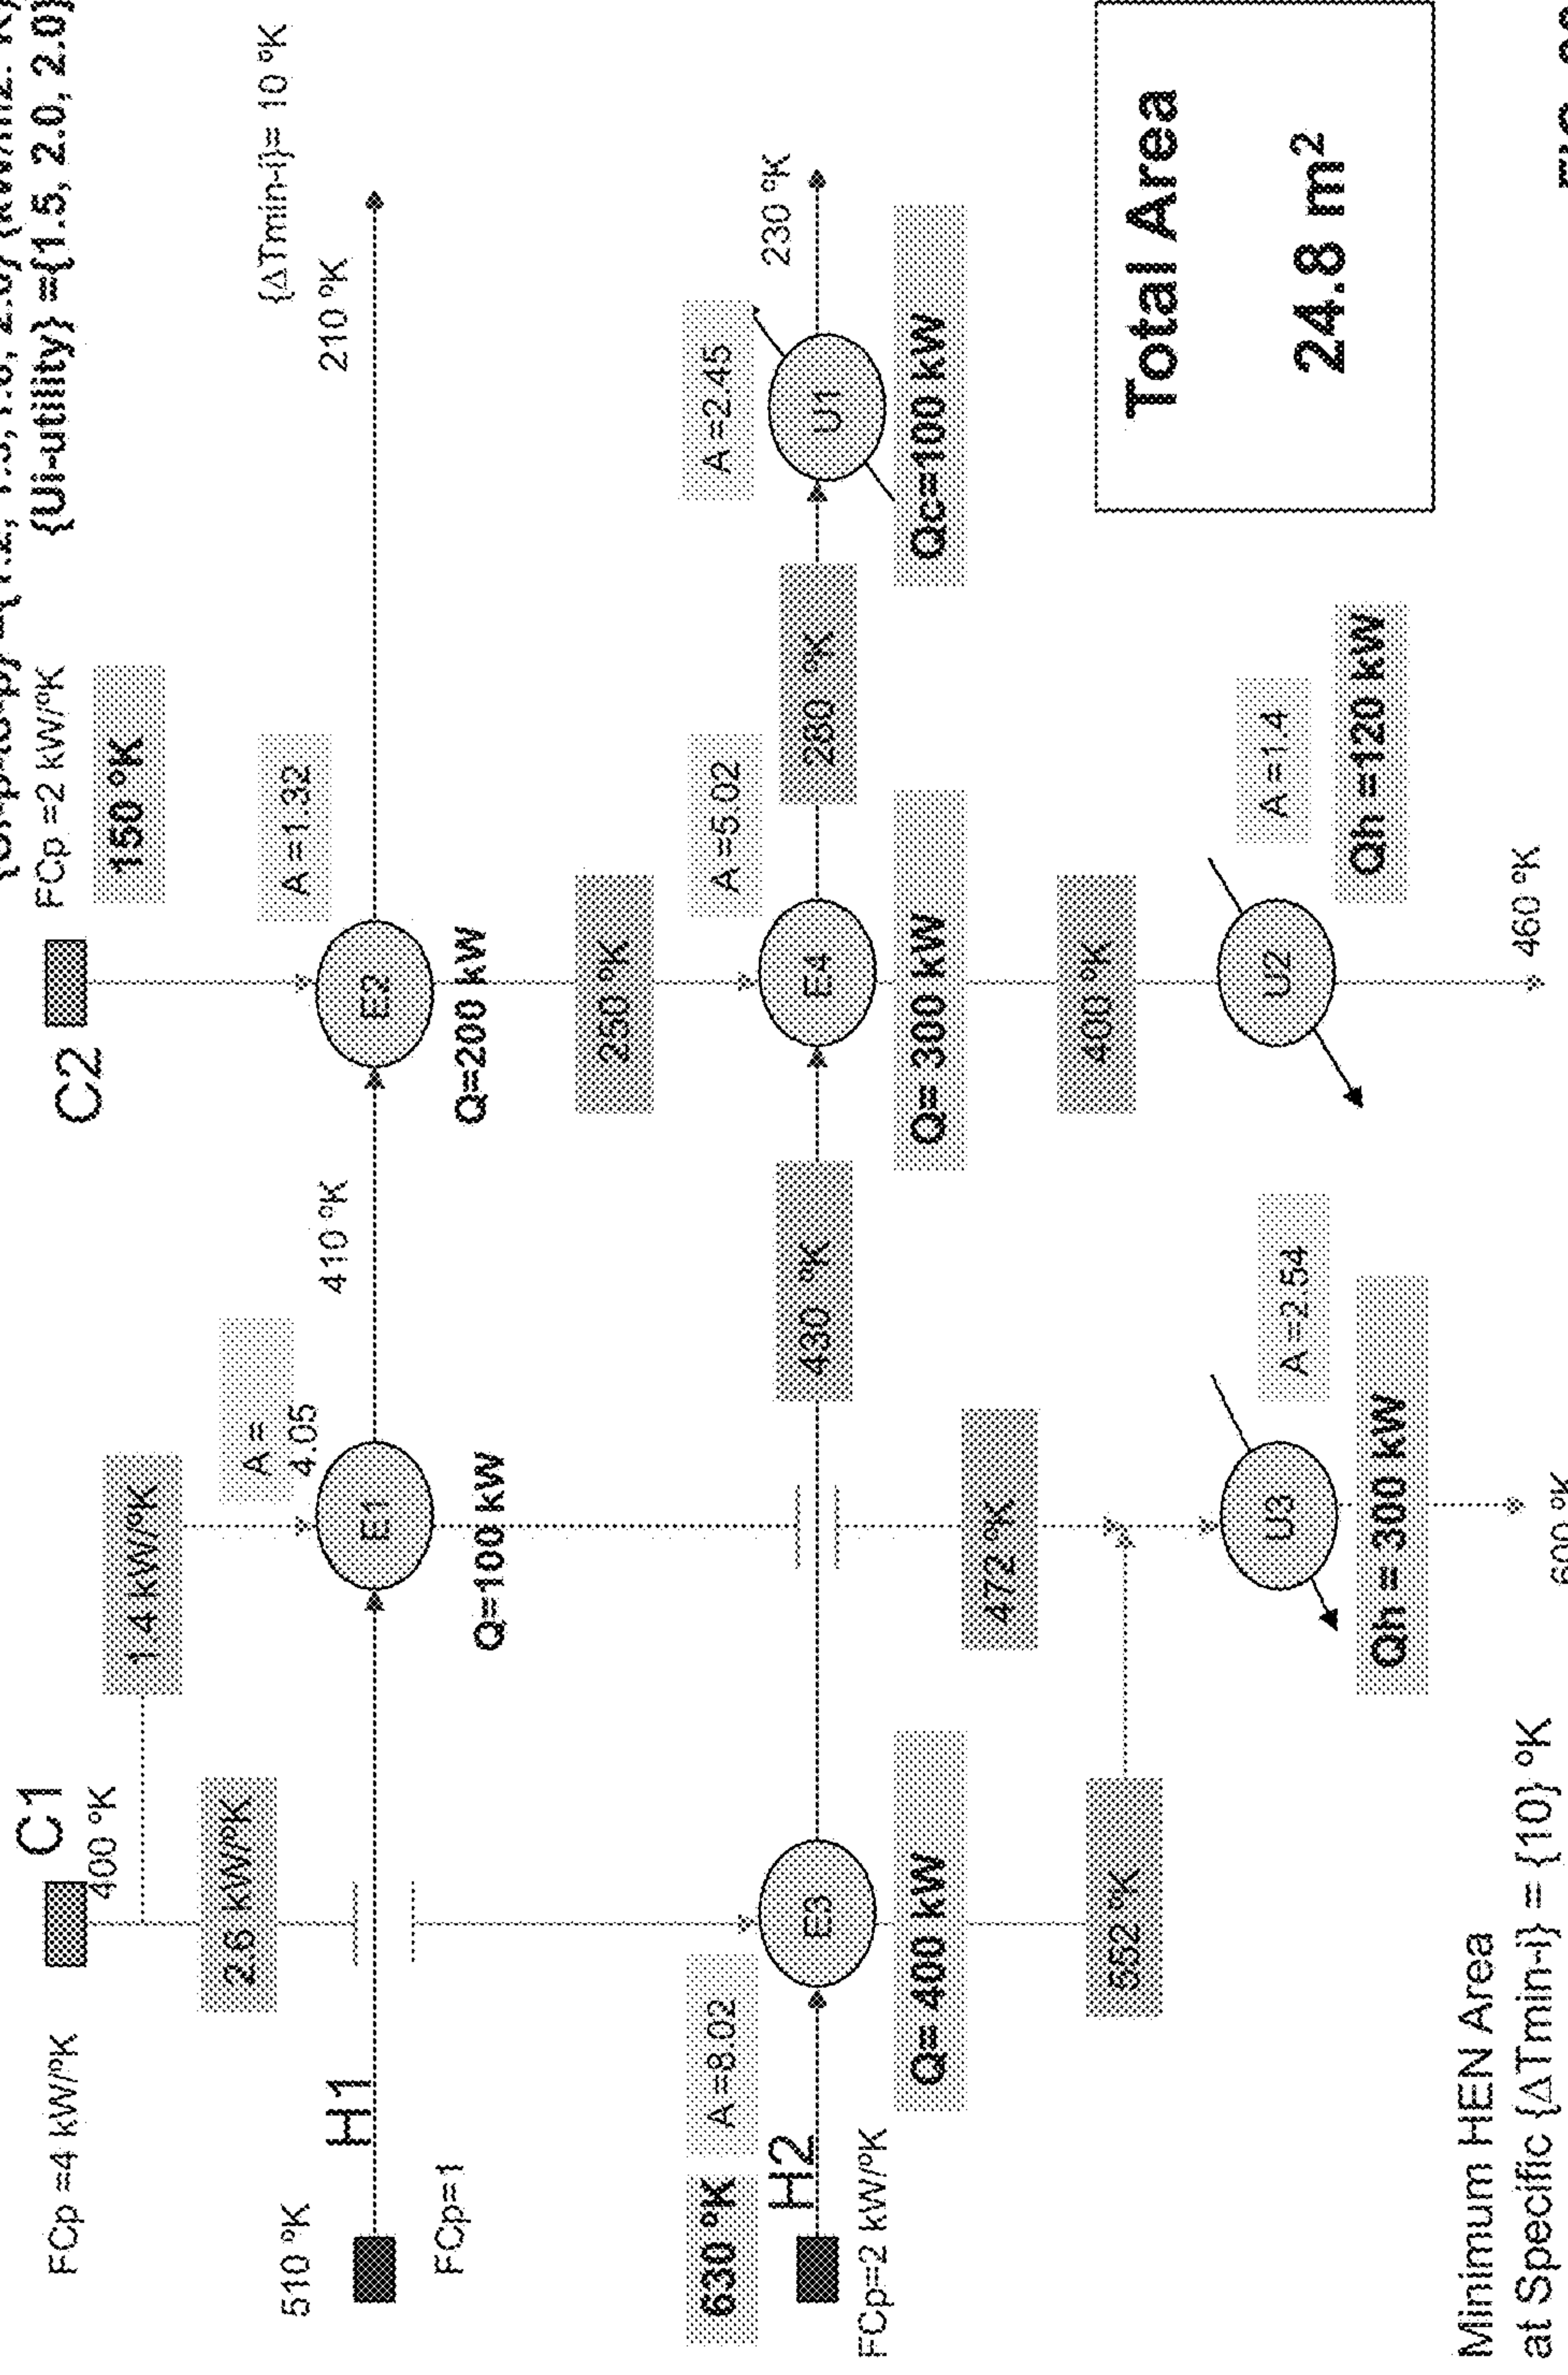 {Ui-utility} ={1.5, 2.0, 2.0}
C1
400 °K
FCp =4 kW/°K
C2
FCp =2 kW/°K
150 °K
{ΔTmin-i}= 10 °K
2.6 kW/°K
1.4 kW/°K
A =
4.05
A =1.32
510 °K
H1
410 °K
210 °K
E1
E2
FCp=1
Q=100 kW
Q=200 kW
250 °K
630 °K
A =8.02
A =5.02
A =2.45
H2
230 °K
E3
430 °K
E4
280 °K
U1
FCp=2 kW/°K
Q= 400 kW
Q= 300 kW
Qc=100 kW
472 °K
400 °K
552 °K
Total Area
24.8 m²
U3
A =2.54
U2
A =1.4
Qh = 300 kW
Qh =120 kW
600 °K
460 °K
Minimum HEN Area
at Specific {ΔTmin-i} = {10} °K